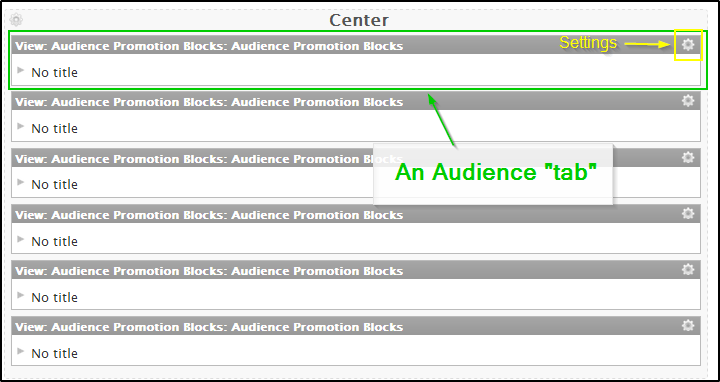 Center
View: Audience Promotion Blocks: Audience Promotion Blocks
Settings
No title
View: Audience Promotion Blocks: Audience Promotion Blocks
No title
View: Audience Promotion Blocks: Audience Promotion Blocks
An Audience "tab"
No title
View: Audience Promotion Blocks: Audience Promotion Blocks
No title
View: Audience Promotion Blocks: Audience Promotion Blocks
No title
View: Audience Promotion Blocks: Audience Promotion Blocks
No title